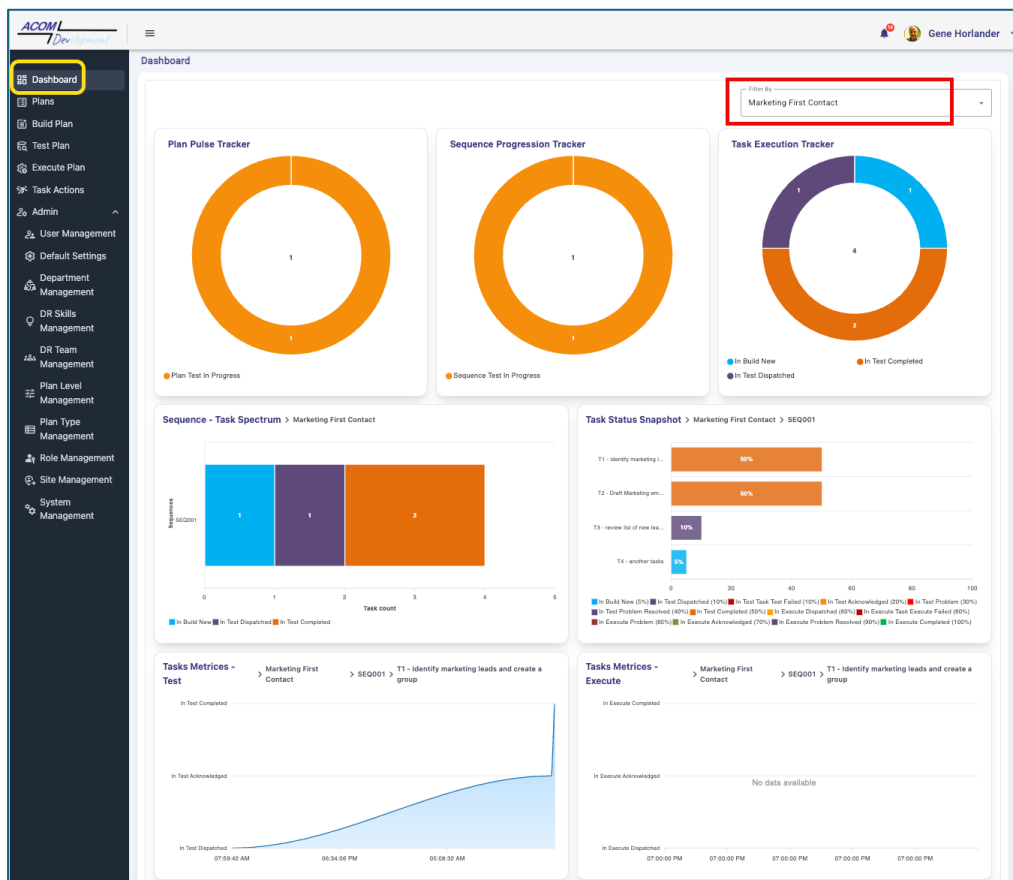 ACOM
Development
Gene Horlander
Dashboard
Plans
Build Plan
Test Plan
Execute Plan
Task Actions
Admin
User Management
Default Settings
Department
Management
DR Skills
Management
DR Team
Management
Plan Level
Management
Plan Type
Management
Role Management
Site Management
System
Management
Dashboard
Filter By
Marketing First Contact
Plan Pulse Tracker
1
1
Plan Test In Progress
Sequence Progression Tracker
1
1
Sequence Test In Progress
Task Execution Tracker
1
1
4
2
In Build New
In Test Completed
In Test Dispatched
Sequence - Task Spectrum > Marketing First Contact
Sequences
SEQ001
1
1
2
0 1 2 3 4 5
Task count
In Build New In Test Dispatched In Test Completed
Task Status Snapshot > Marketing First Contact > SEQ001
T1 - Identify marketing l...
50%
T2 - Draft Marketing em...
50%
T3 - review list of new lea...
10%
T4 - another tasks
5%
0 20 40 60 80 100
In Build New (5%) In Test Dispatched (10%) In Test Task Test Failed (10%) In Test Acknowledged (20%) In Test Problem (30%)
In Test Problem Resolved (40%) In Test Completed (50%) In Execute Dispatched (60%) In Execute Task Execute Failed (60%)
In Execute Problem (80%) In Execute Acknowledged (70%) In Execute Problem Resolved (90%) In Execute Completed (100%)
Tasks Metrices -
Test
> Marketing First
Contact
> SEQ001 > T1 - Identify marketing leads and create a
group
In Test Completed
In Test Acknowledged
In Test Dispatched
07:59:40 AM 06:34:06 PM 05:08:32 AM
Tasks Metrices -
Execute
> Marketing First
Contact
> SEQ001 > T1 - Identify marketing leads and create a
group
In Execute Completed
In Execute Acknowledged
No data available
In Execute Dispatched
07:00:00 PM 07:00:00 PM 07:00:00 PM 07:00:00 PM 07:00:00 PM